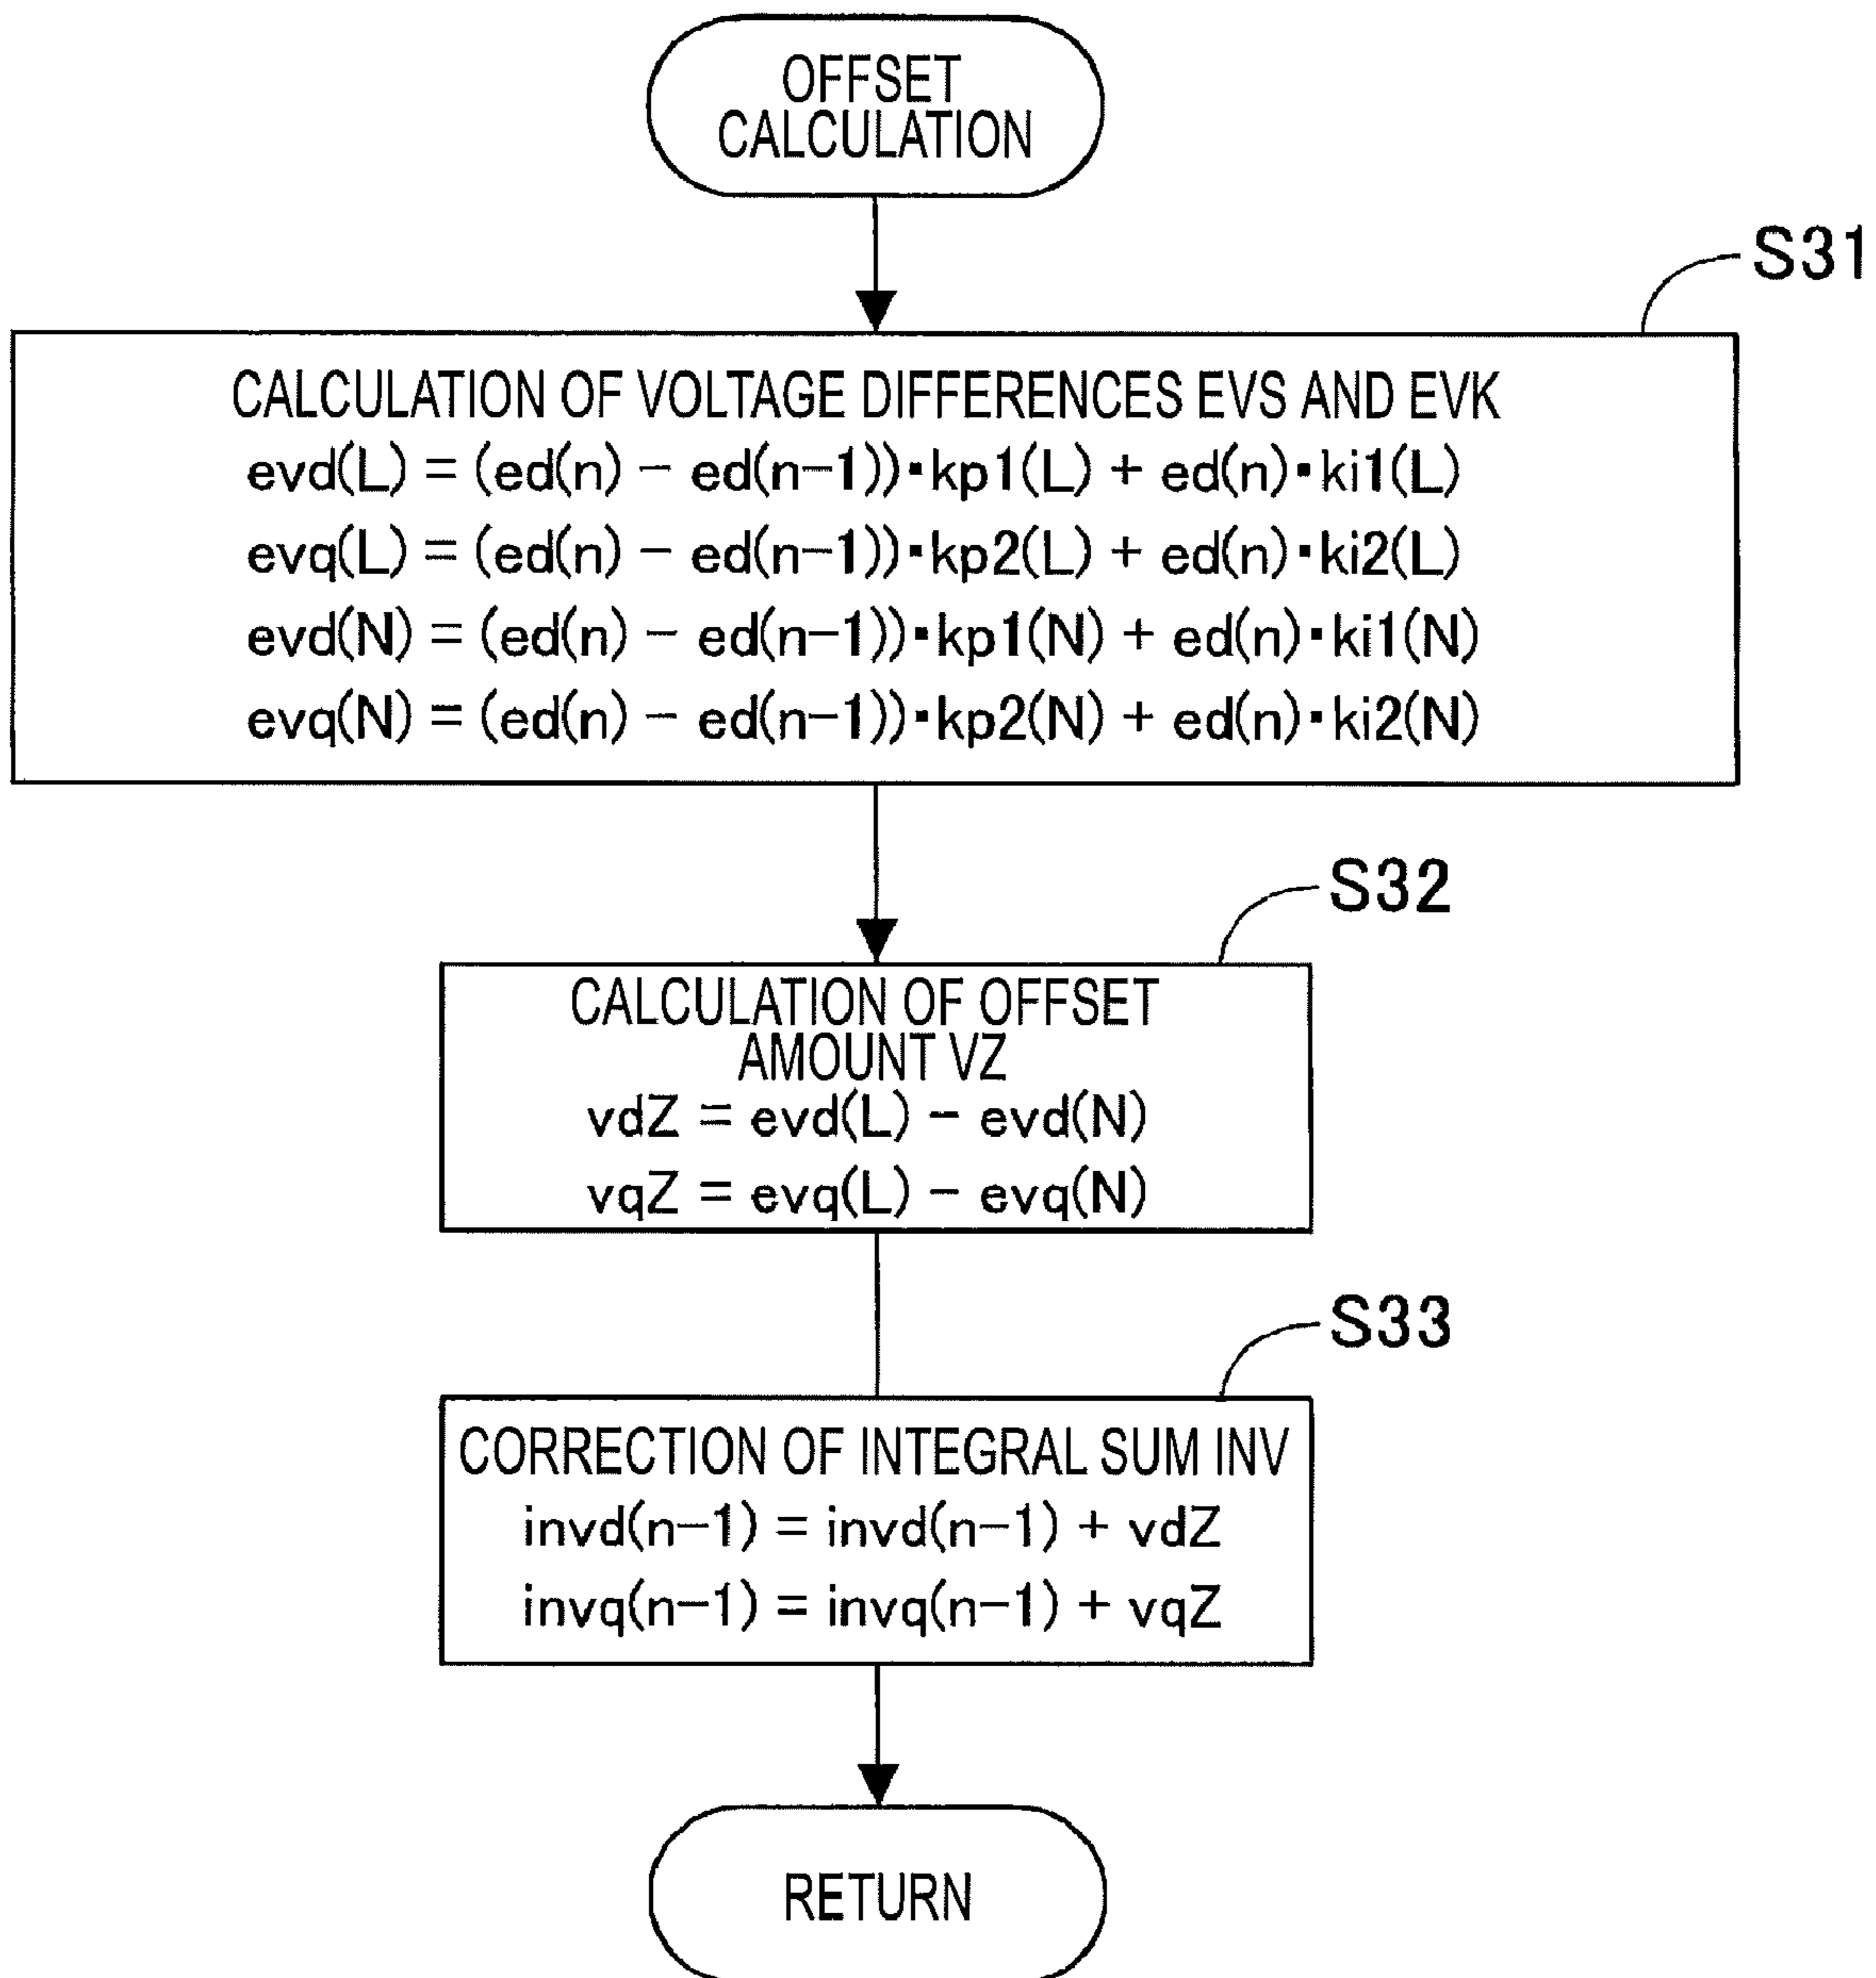 OFFSET
CALCULATION
S31
CALCULATION OF VOLTAGE DIFFERENCES EVS AND EVK
evd(L) = (ed(n) − ed(n−1))▪kp1(L) + ed(n)▪ki1(L)
evq(L) = (ed(n) − ed(n−1))▪kp2(L) + ed(n)▪ki2(L)
evd(N) = (ed(n) − ed(n−1))▪kp1(N) + ed(n)▪ki1(N)
evq(N) = (ed(n) − ed(n−1))▪kp2(N) + ed(n)▪ki2(N)
S32
CALCULATION OF OFFSET
AMOUNT VZ
vdZ = evd(L) − evd(N)
vqZ = evq(L) − evq(N)
S33
CORRECTION OF INTEGRAL SUM INV
invd(n−1) = invd(n−1) + vdZ
invq(n−1) = invq(n−1) + vqZ
RETURN